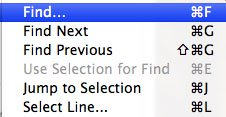 Find... ⌘F
Find Next ⌘G
Find Previous ⇧⌘G
Use Selection for Find ⌘E
Jump to Selection ⌘J
Select Line... ⌘L